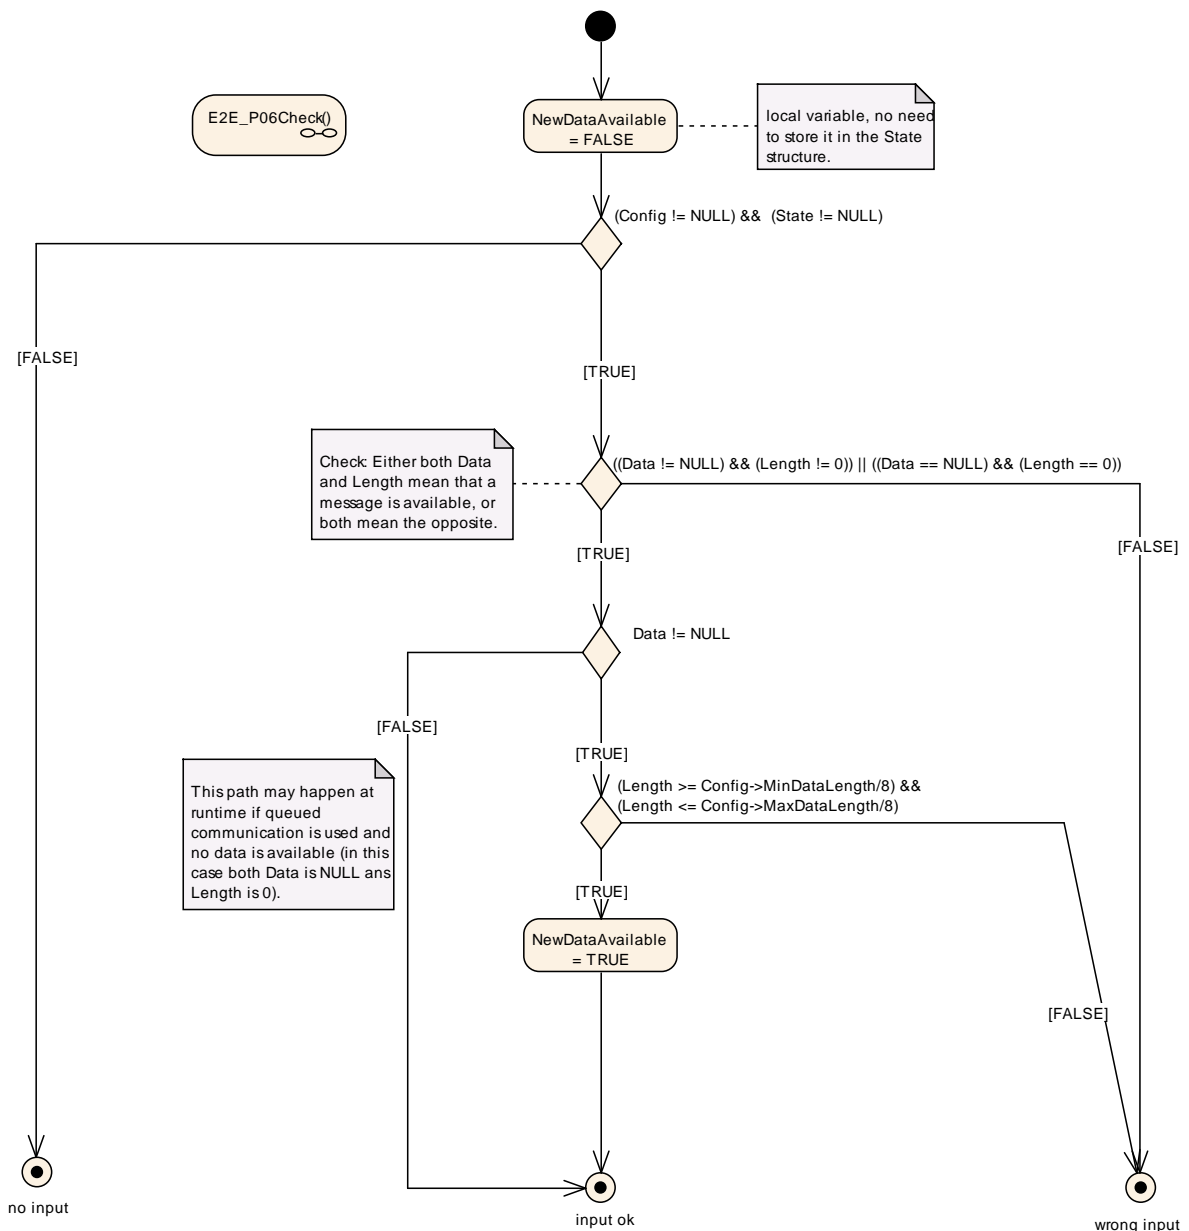 E2E_P06Check()
NewDataAvailable
= FALSE
local variable, no need
to store it in the State
structure.
(Config != NULL) && (State != NULL)
[FALSE]
[TRUE]
Check: Either both Data
and Length mean that a
message is available, or
both mean the opposite.
((Data != NULL) && (Length != 0)) || ((Data == NULL) && (Length == 0))
[FALSE]
[TRUE]
Data != NULL
[FALSE]
[TRUE]
This path may happen at
runtime if queued
communication is used and
no data is available (in this
case both Data is NULL ans
Length is 0).
(Length >= Config->MinDataLength/8) &&
(Length <= Config->MaxDataLength/8)
[TRUE]
NewDataAvailable
= TRUE
[FALSE]
no input
input ok
wrong input